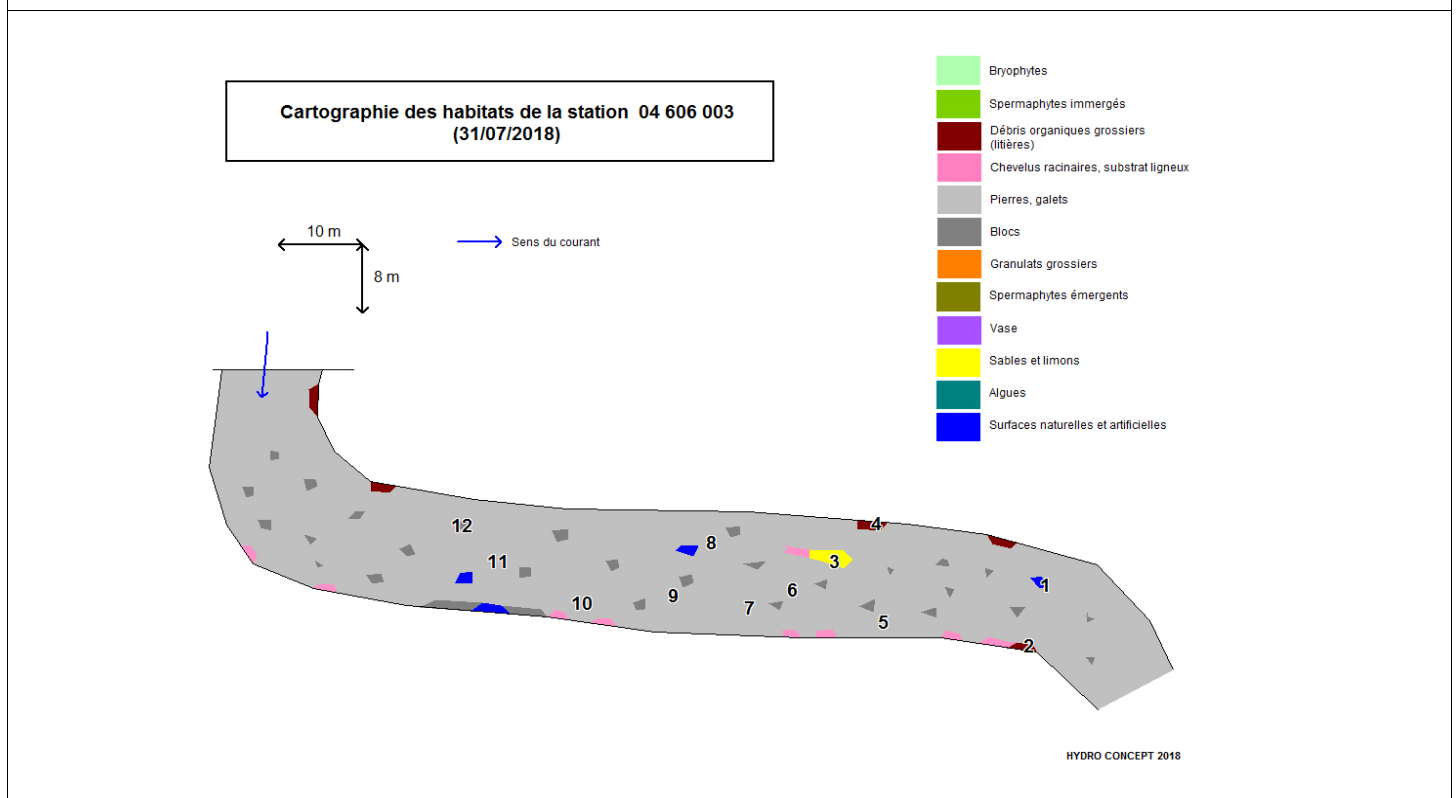 Cartographie des habitats de la station 04 606 003
(31/07/2018)
10 m
8 m
Sens du courant
Bryophytes
Spermaphytes immergés
Débris organiques grossiers
(litières)
Chevelus racinaires, substrat ligneux
Pierres, galets
Blocs
Granulats grossiers
Spermaphytes émergents
Vase
Sables et limons
Algues
Surfaces naturelles et artificielles
12
11
10
9
8
7
6
5
4
3
2
1
HYDRO CONCEPT 2018